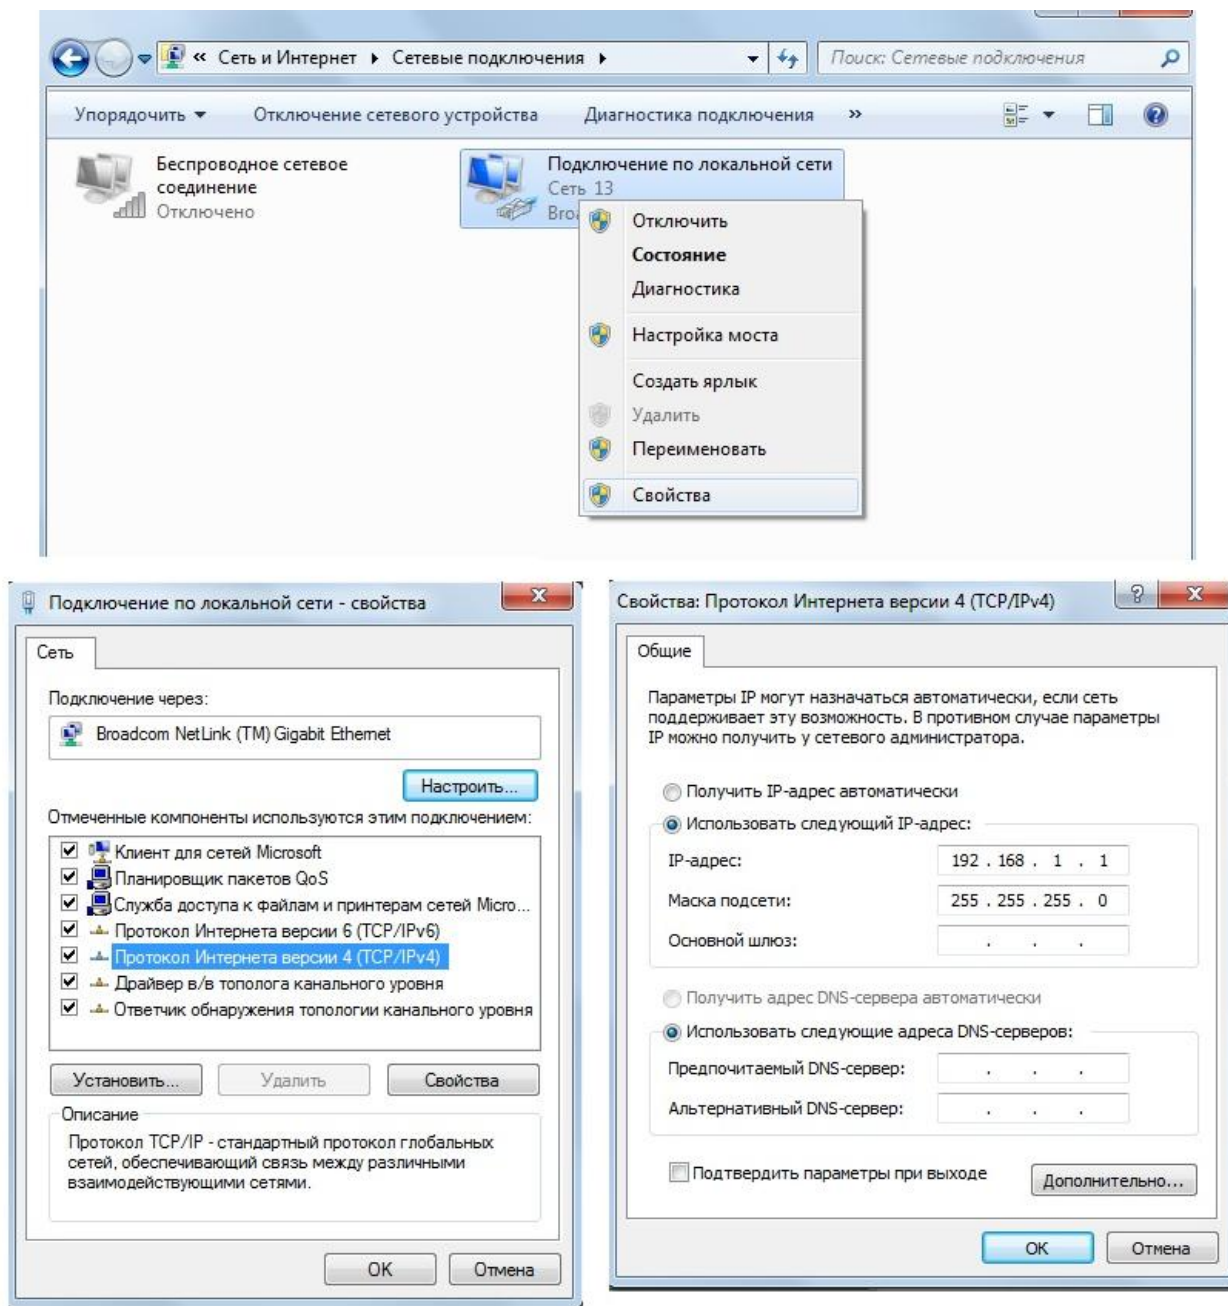 « Сеть и Интернет Сетевые подключения
Поиск: Сетевые подключения
Упорядочить Отключение сетевого устройства Диагностика подключения »
Беспроводное сетевое
соединение
Отключено
Подключение по локальной сети
Сеть 13
Broa
Отключить
Состояние
Диагностика
Настройка моста
Создать ярлык
Удалить
Переименовать
Свойства
Подключение по локальной сети - свойства
Сеть
Подключение через:
Broadcom NetLink (TM) Gigabit Ethernet
Настроить...
Отмеченные компоненты используются этим подключением:
Клиент для сетей Microsoft
Планировщик пакетов QoS
Служба доступа к файлам и принтерам сетей Micro...
Протокол Интернета версии 6 (TCP/IPv6)
Протокол Интернета версии 4 (TCP/IPv4)
Драйвер в/в тополога канального уровня
Ответчик обнаружения топологии канального уровня
Установить... Удалить Свойства
Описание
Протокол TCP/IP - стандартный протокол глобальных
сетей, обеспечивающий связь между различными
взаимодействующими сетями.
OK Отмена
Свойства: Протокол Интернета версии 4 (TCP/IPv4)
Общие
Параметры IP могут назначаться автоматически, если сеть
поддерживает эту возможность. В противном случае параметры
IP можно получить у сетевого администратора.
Получить IP-адрес автоматически
Использовать следующий IP-адрес:
IP-адрес: 192 . 168 . 1 . 1
Маска подсети: 255 . 255 . 255 . 0
Основной шлюз: . . .
Получить адрес DNS-сервера автоматически
Использовать следующие адреса DNS-серверов:
Предпочитаемый DNS-сервер: . . .
Альтернативный DNS-сервер: . . .
Подтвердить параметры при выходе Дополнительно...
OK Отмена